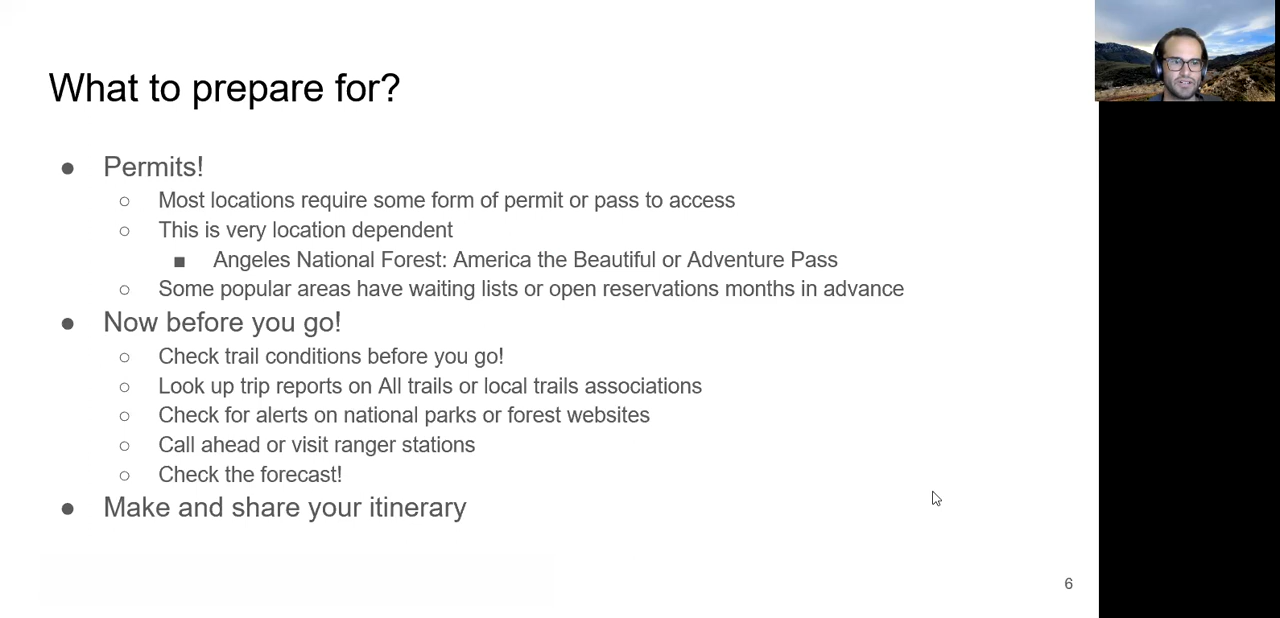 What to prepare for?
● Permits!
○ Most locations require some form of permit or pass to access
○ This is very location dependent
■ Angeles National Forest: America the Beautiful or Adventure Pass
○ Some popular areas have waiting lists or open reservations months in advance
● Now before you go!
○ Check trail conditions before you go!
○ Look up trip reports on All trails or local trails associations
○ Check for alerts on national parks or forest websites
○ Call ahead or visit ranger stations
○ Check the forecast!
● Make and share your itinerary
6